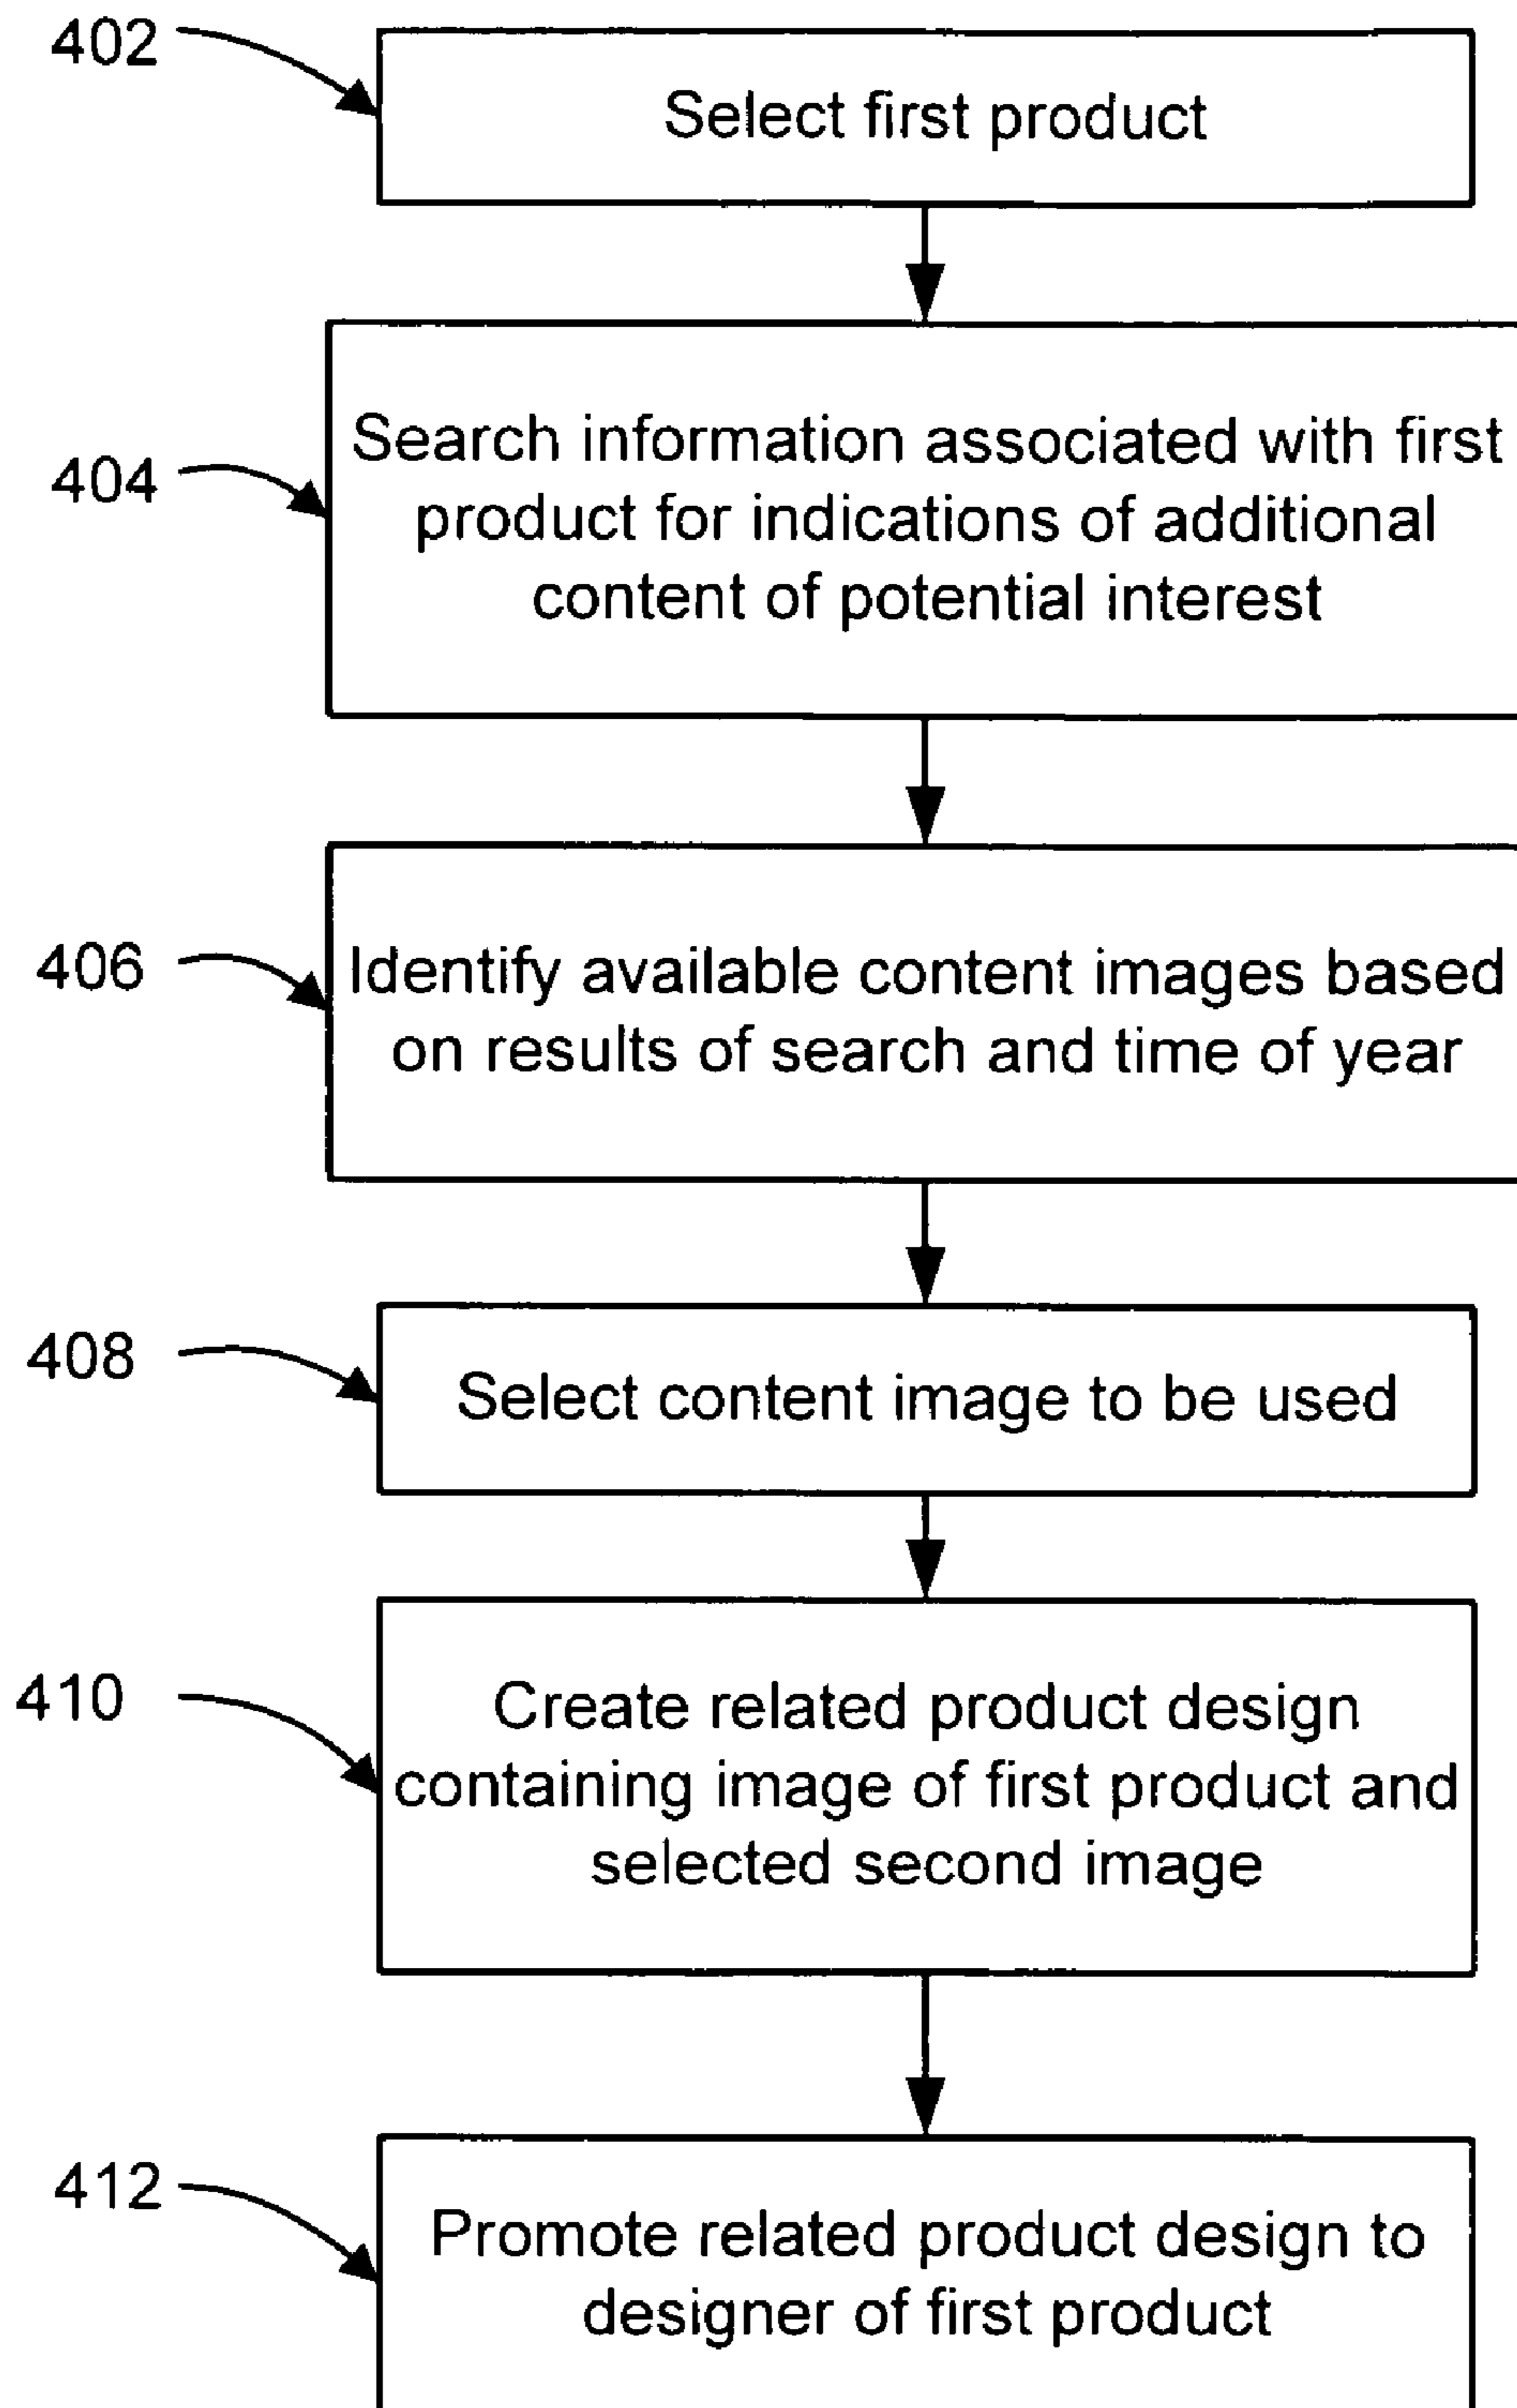 402
Select first product
404
Search information associated with first
product for indications of additional
content of potential interest
406
Identify available content images based
on results of search and time of year
408
Select content image to be used
410
Create related product design
containing image of first product and
selected second image
412
Promote related product design to
designer of first product